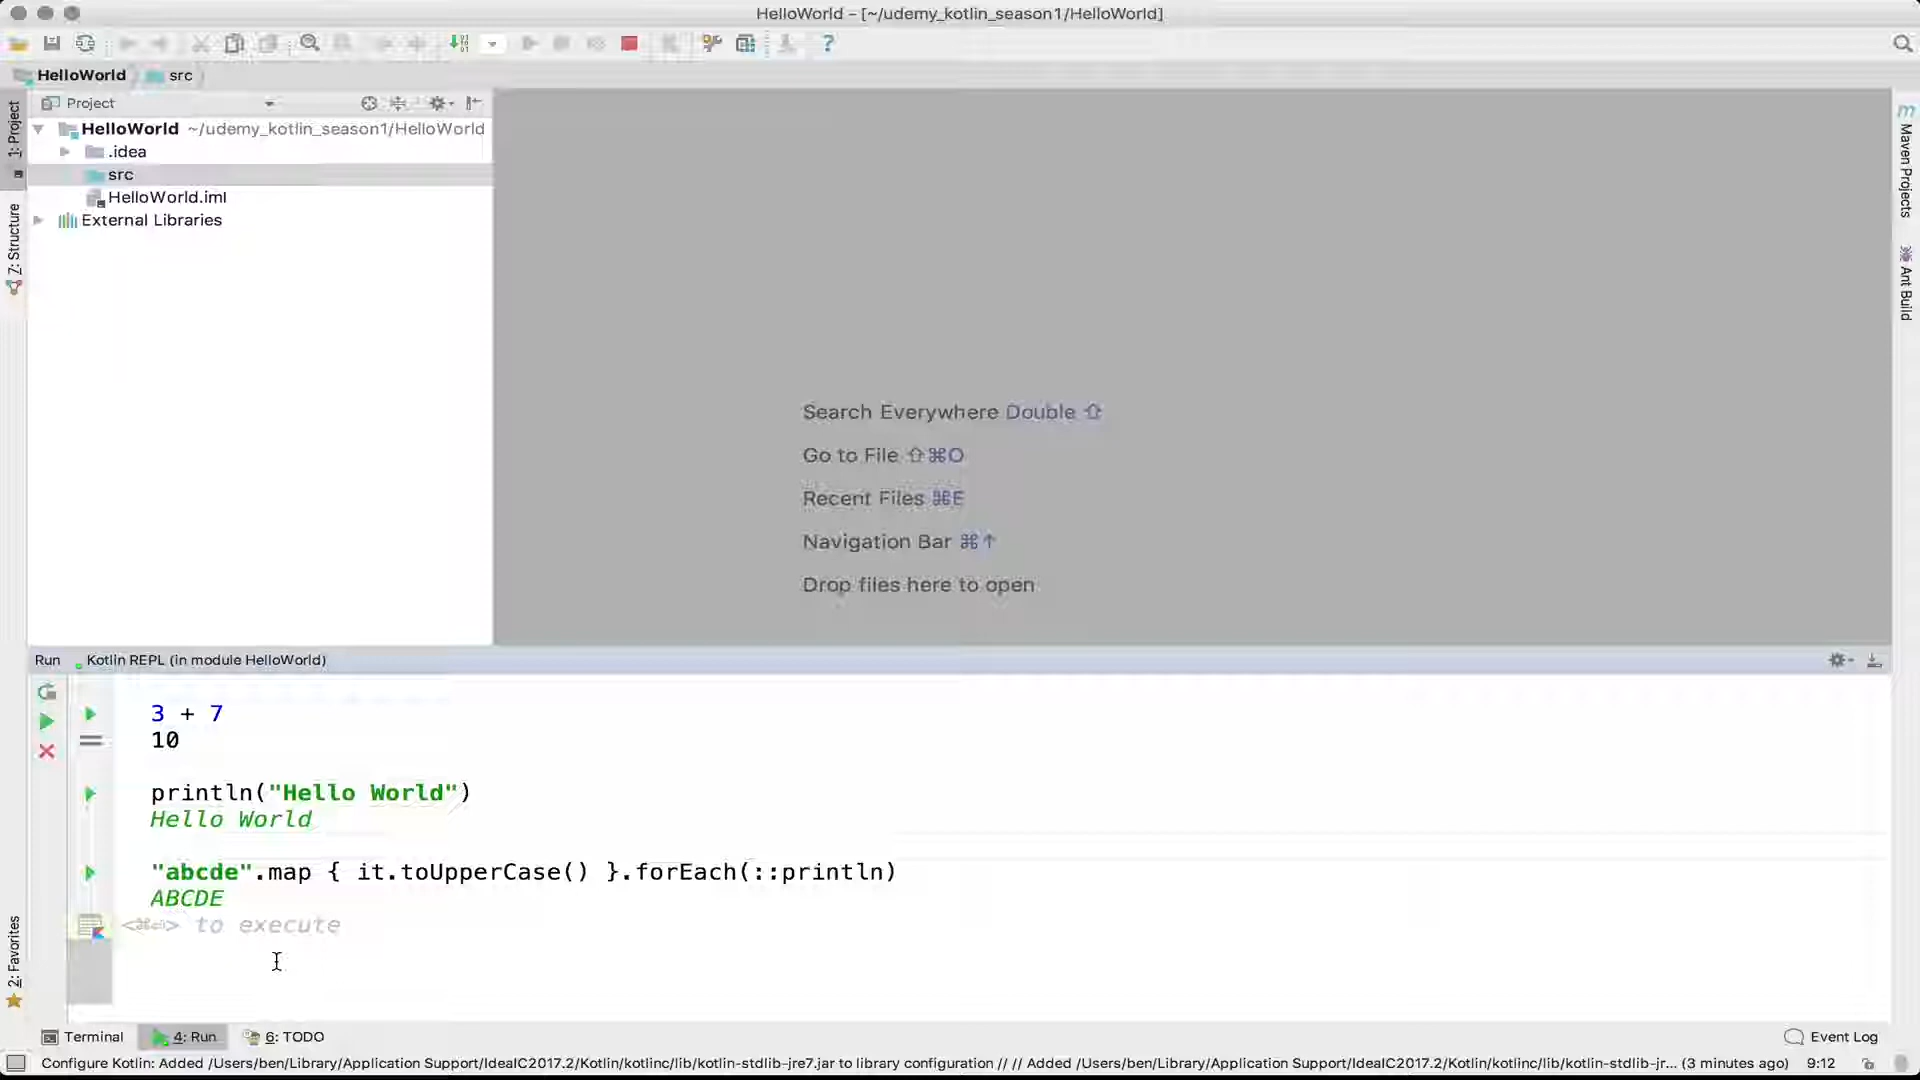 HelloWorld – [~/udemy_kotlin_season1/HelloWorld]
HelloWorld src
1: Project
Project
HelloWorld ~/udemy_kotlin_season1/HelloWorld
.idea
src
HelloWorld.iml
External Libraries
Z: Structure
Maven Projects
Ant Build
Search Everywhere Double ⇧
Go to File ⇧⌘O
Recent Files ⌘E
Navigation Bar ⌘↑
Drop files here to open
Run Kotlin REPL (in module HelloWorld)
3 + 7
10
println("Hello World")
Hello World
"abcde".map { it.toUpperCase() }.forEach(::println)
ABCDE
<⌘⏎> to execute
2: Favorites
Terminal 4: Run 6: TODO Event Log
Configure Kotlin: Added /Users/ben/Library/Application Support/IdeaIC2017.2/Kotlin/kotlinc/lib/kotlin-stdlib-jre7.jar to library configuration // // Added /Users/ben/Library/Application Support/IdeaIC2017.2/Kotlin/kotlinc/lib/kotlin-stdlib-jr... (3 minutes ago) 9:12